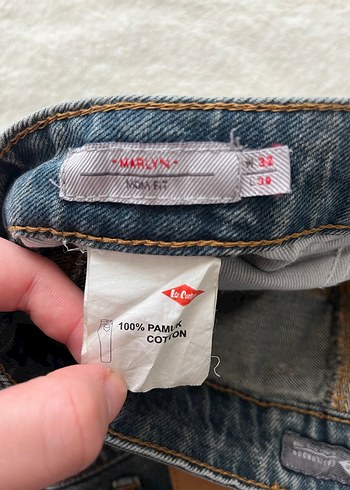 -MARLYN-
MOM FIT
32
30
Lee Cooper
100% PAMUK
COTTON